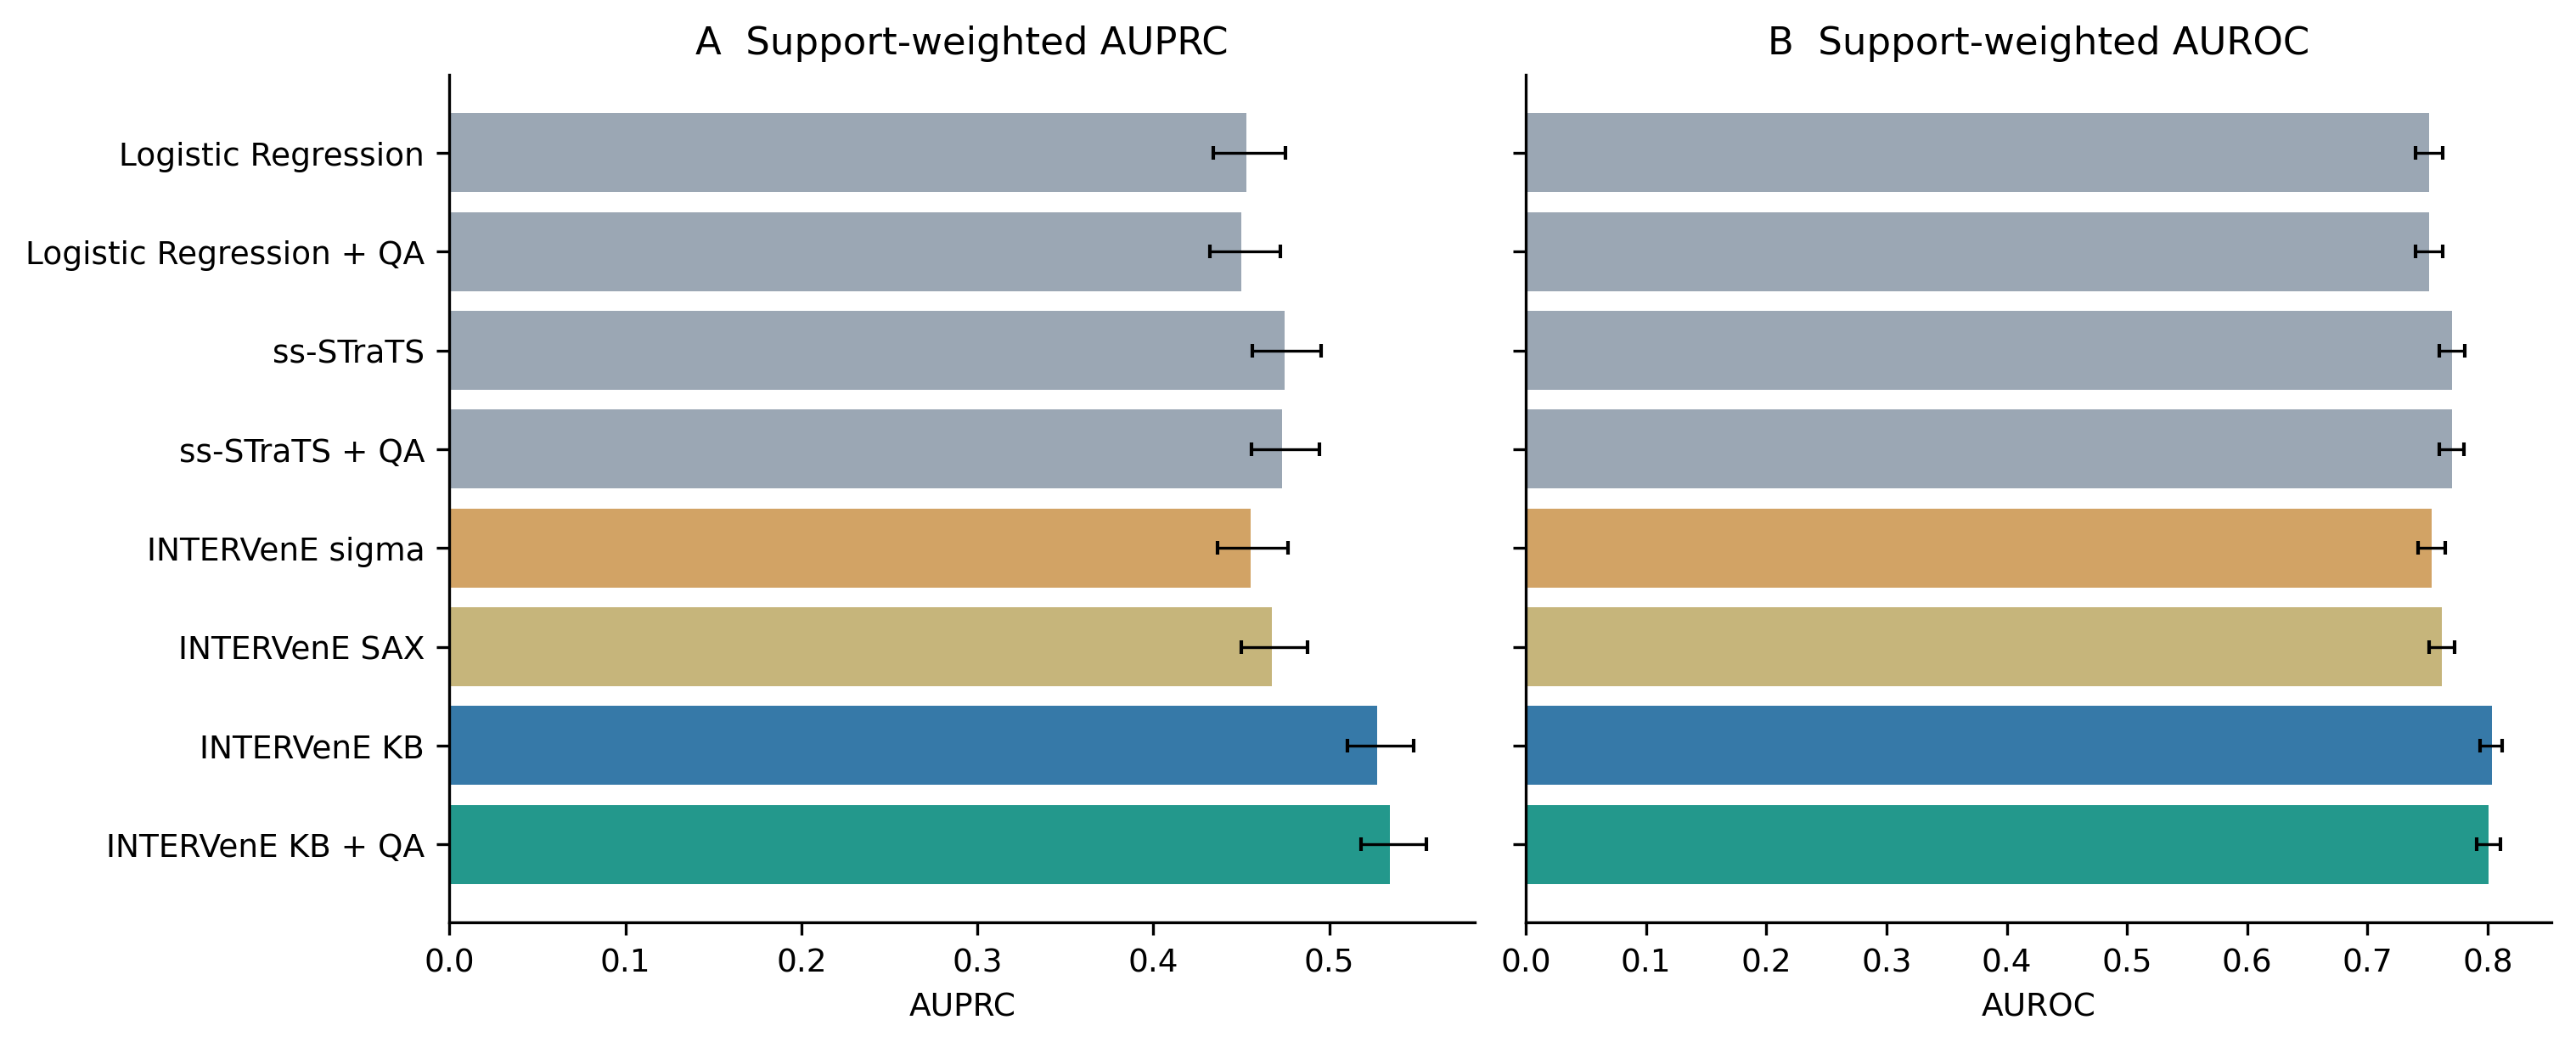 A  Support-weighted AUPRC
Logistic Regression
Logistic Regression + QA
ss-STraTS
ss-STraTS + QA
INTERVenE sigma
INTERVenE SAX
INTERVenE KB
INTERVenE KB + QA
0.0 0.1 0.2 0.3 0.4 0.5
AUPRC
B  Support-weighted AUROC
0.0 0.1 0.2 0.3 0.4 0.5 0.6 0.7 0.8
AUROC